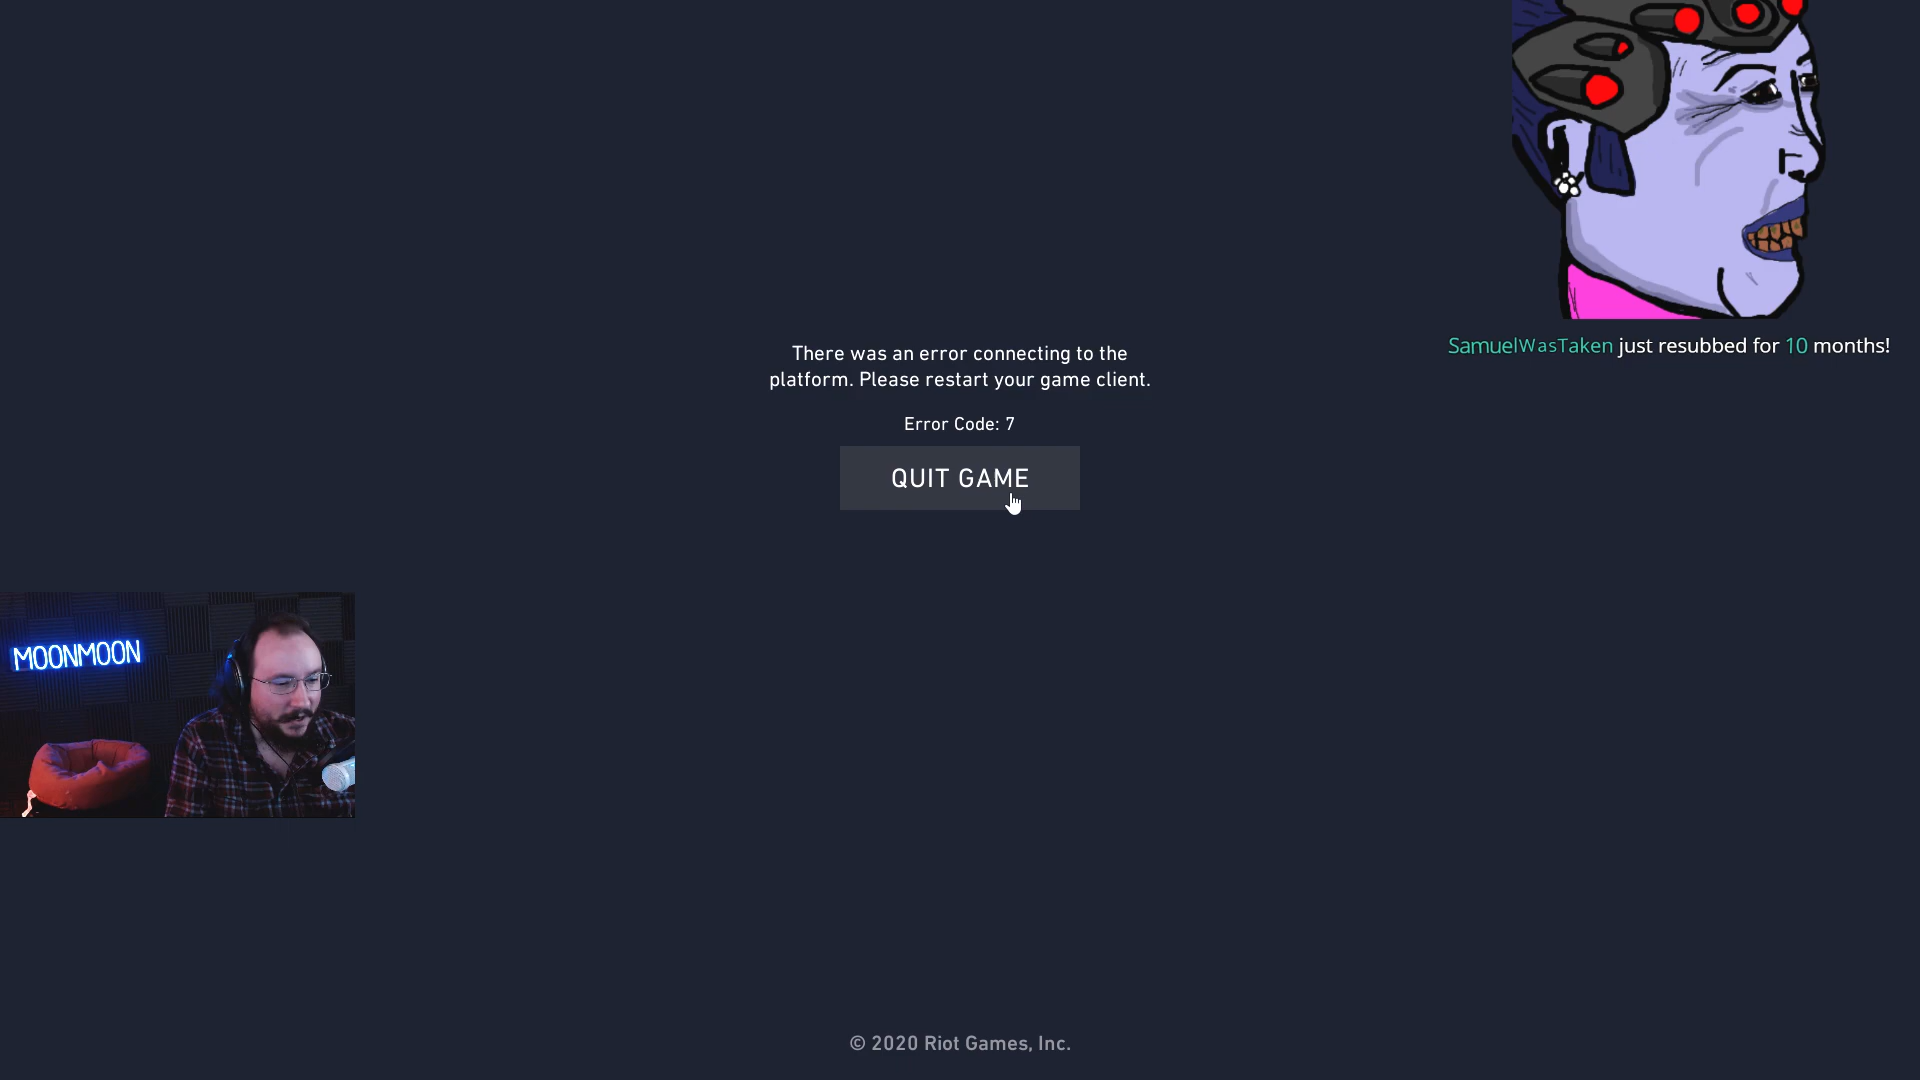 There was an error connecting to the
platform. Please restart your game client.
Error Code: 7
QUIT GAME
SamuelWasTaken just resubbed for 10 months!
MOONMOON
© 2020 Riot Games, Inc.